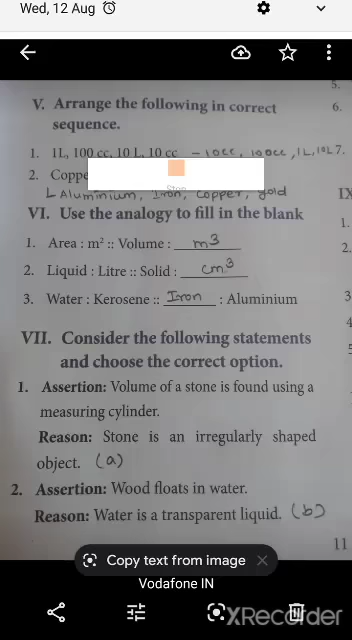 Wed, 12 Aug
5.
V. Arrange the following in correct 6.
sequence.
1. 1L, 100 cc, 10 L, 10 cc - 10cc, 100cc, 1L, 10L 7.
2. Coppe
Stop
Aluminium, Iron, copper, gold IX
VI. Use the analogy to fill in the blank
1.
1. Area : m² :: Volume : m3
2.
2. Liquid : Litre :: Solid : cm3
3. Water : Kerosene :: Iron : Aluminium 3
4
VII. Consider the following statements
and choose the correct option.
1. Assertion: Volume of a stone is found using a
measuring cylinder.
Reason: Stone is an irregularly shaped
object. (a)
2. Assertion: Wood floats in water.
Reason: Water is a transparent liquid. (b)
11
Copy text from image
Vodafone IN
XRecorder